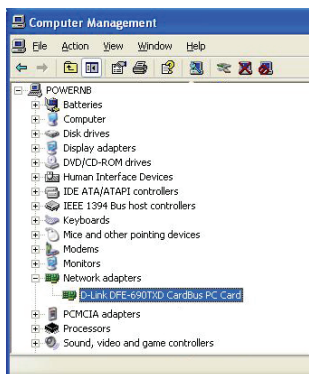 Computer Management
File Action View Window Help
POWERNB
Batteries
Computer
Disk drives
Display adapters
DVD/CD-ROM drives
Human Interface Devices
IDE ATA/ATAPI controllers
IEEE 1394 Bus host controllers
Keyboards
Mice and other pointing devices
Modems
Monitors
Network adapters
D-Link DFE-690TXD CardBus PC Card
PCMCIA adapters
Processors
Sound, video and game controllers